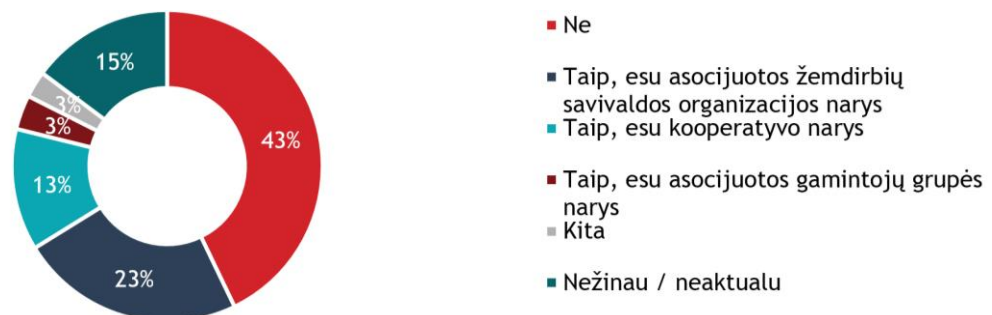 15%
3%
3%
13%
23%
43%
Ne
Taip, esu asocijuotos žemdirbių
savivaldos organizacijos narys
Taip, esu kooperatyvo narys
Taip, esu asocijuotos gamintojų grupės
narys
Kita
Nežinau / neaktualu